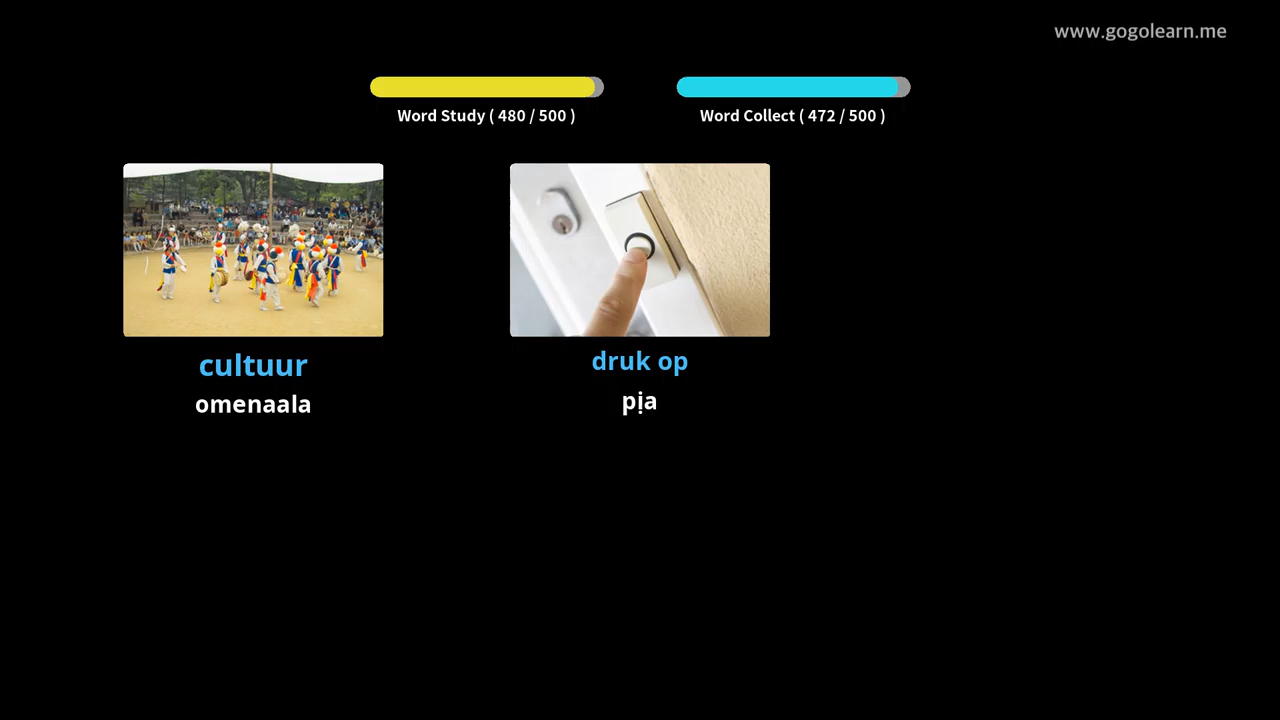 www.gogolearn.me
Word Study ( 480 / 500 )
Word Collect ( 472 / 500 )
cultuur
omenaala
druk op
pịa